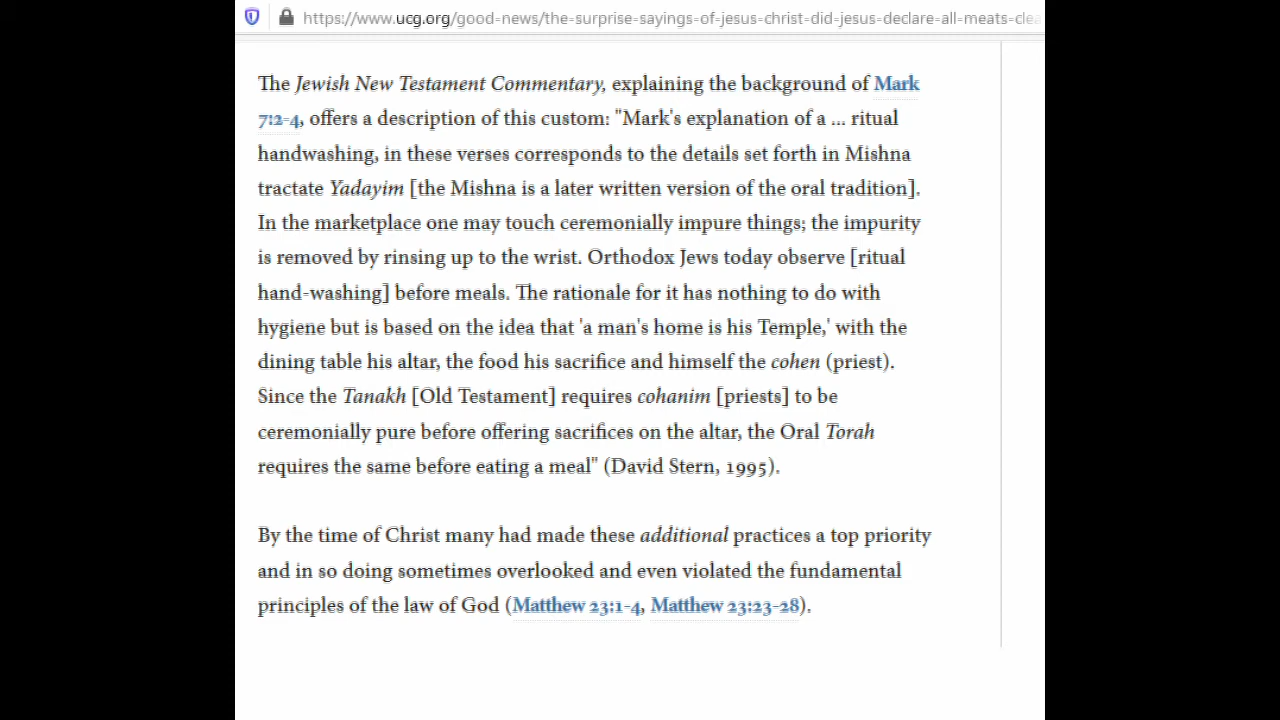 https://www.ucg.org/good-news/the-surprise-sayings-of-jesus-christ-did-jesus-declare-all-meats-clea
The Jewish New Testament Commentary, explaining the background of Mark
7:2-4, offers a description of this custom: "Mark's explanation of a ... ritual
handwashing, in these verses corresponds to the details set forth in Mishna
tractate Yadayim [the Mishna is a later written version of the oral tradition].
In the marketplace one may touch ceremonially impure things; the impurity
is removed by rinsing up to the wrist. Orthodox Jews today observe [ritual
hand-washing] before meals. The rationale for it has nothing to do with
hygiene but is based on the idea that 'a man's home is his Temple,' with the
dining table his altar, the food his sacrifice and himself the cohen (priest).
Since the Tanakh [Old Testament] requires cohanim [priests] to be
ceremonially pure before offering sacrifices on the altar, the Oral Torah
requires the same before eating a meal" (David Stern, 1995).
By the time of Christ many had made these additional practices a top priority
and in so doing sometimes overlooked and even violated the fundamental
principles of the law of God (Matthew 23:1-4, Matthew 23:23-28).